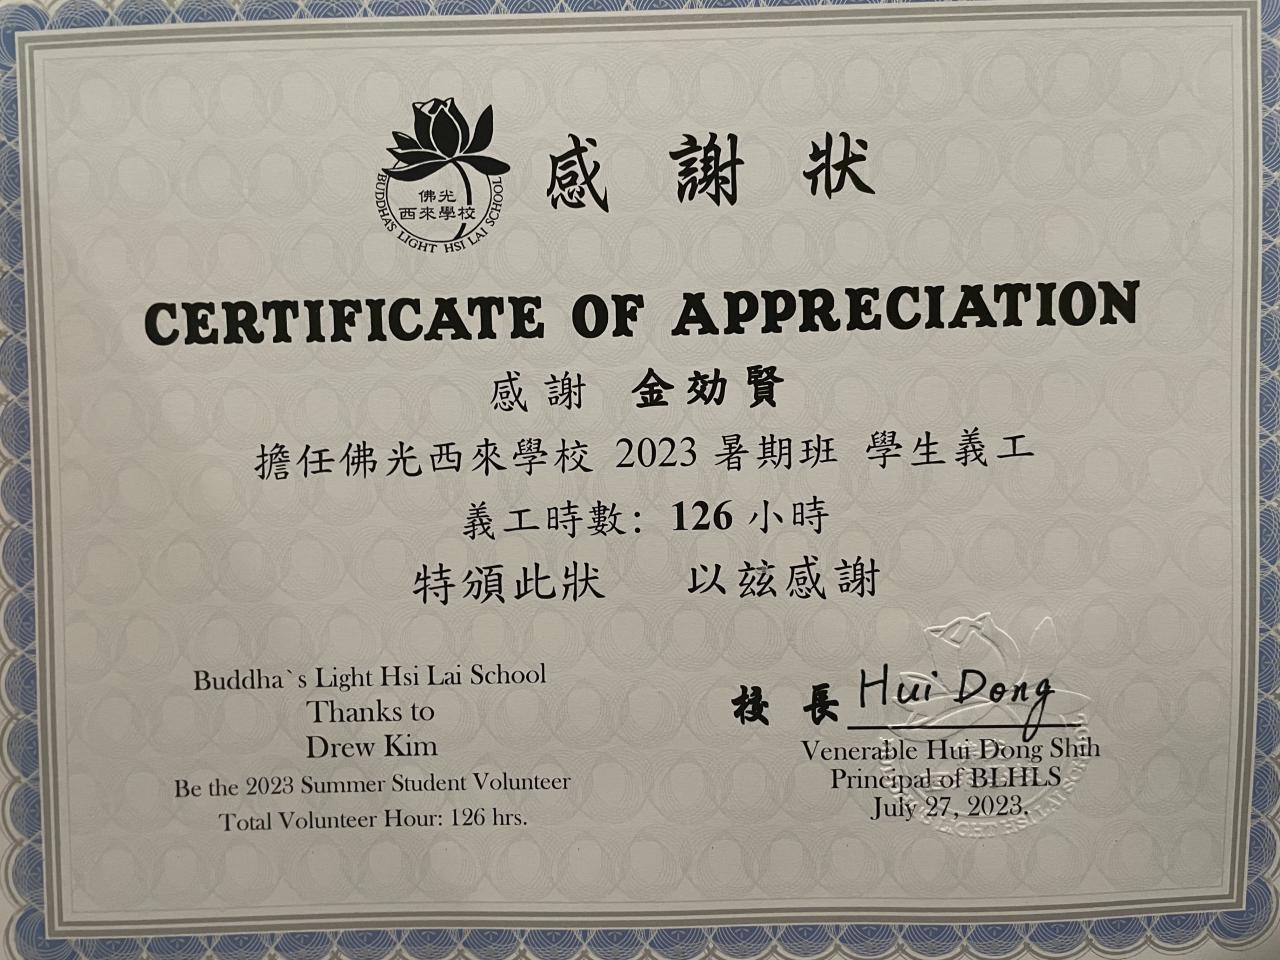 佛光
西來學校
BUDDHA'S LIGHT HSI LAI SCHOOL
感 謝 狀
CERTIFICATE OF APPRECIATION
感 謝 金 効 賢
擔任佛光西來學校 2023 暑期班 學生義工
義工時數: 126 小時
特頒此狀 以茲感謝
Buddha`s Light Hsi Lai School
Thanks to
Drew Kim
Be the 2023 Summer Student Volunteer
Total Volunteer Hour: 126 hrs.
校 長 Hui Dong
Venerable Hui Dong Shih
Principal of BLHLS
July 27, 2023.